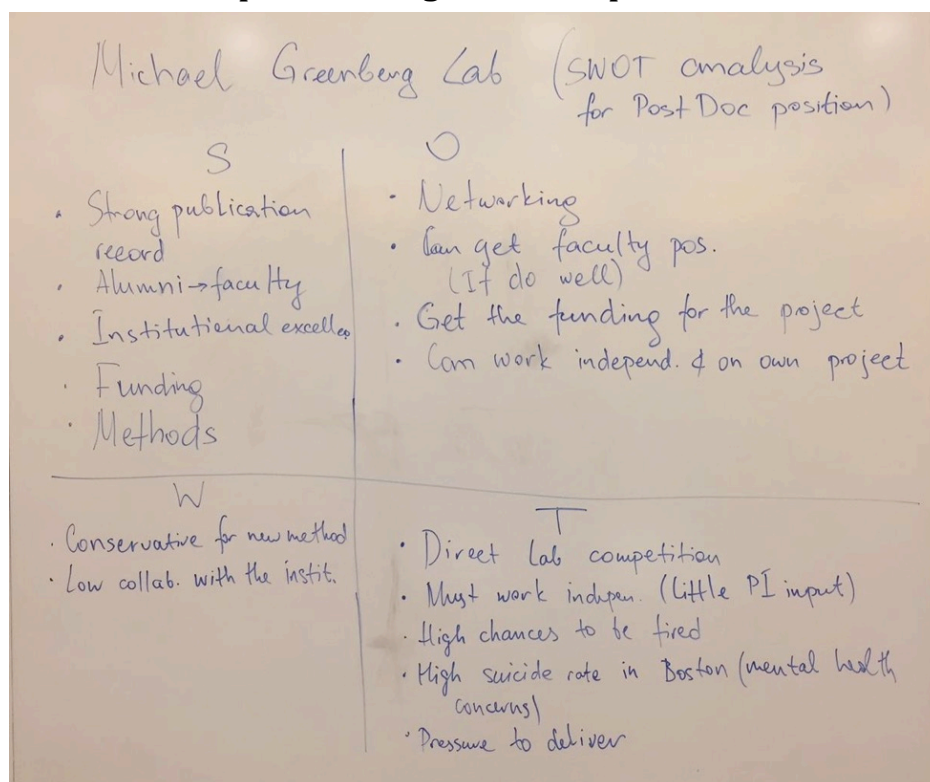 Michael Greenberg Lab (SWOT analysis
for Post Doc position)
S
• Strong publication
record
• Alumni → faculty
• Institutional excelle
• Funding
• Methods
O
• Networking
• Can get faculty pos.
(If do well)
• Get the funding for the project
• Can work independ. & on own project
W
• Conservative for new method
• Low collab. with the instit.
T
• Direct Lab competition
• Must work indepen. (Little PI input)
• High chances to be fired
• High suicide rate in Boston (mental health
concerns)
• Pressure to deliver